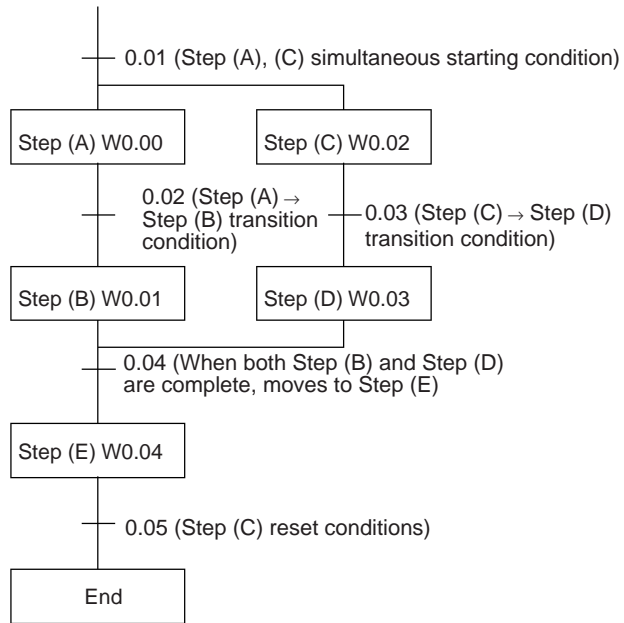 0.01 (Step (A), (C) simultaneous starting condition)
Step (A) W0.00
Step (C) W0.02
0.02 (Step (A) →
Step (B) transition
condition)
0.03 (Step (C) → Step (D)
transition condition)
Step (B) W0.01
Step (D) W0.03
0.04 (When both Step (B) and Step (D)
are complete, moves to Step (E)
Step (E) W0.04
0.05 (Step (C) reset conditions)
End